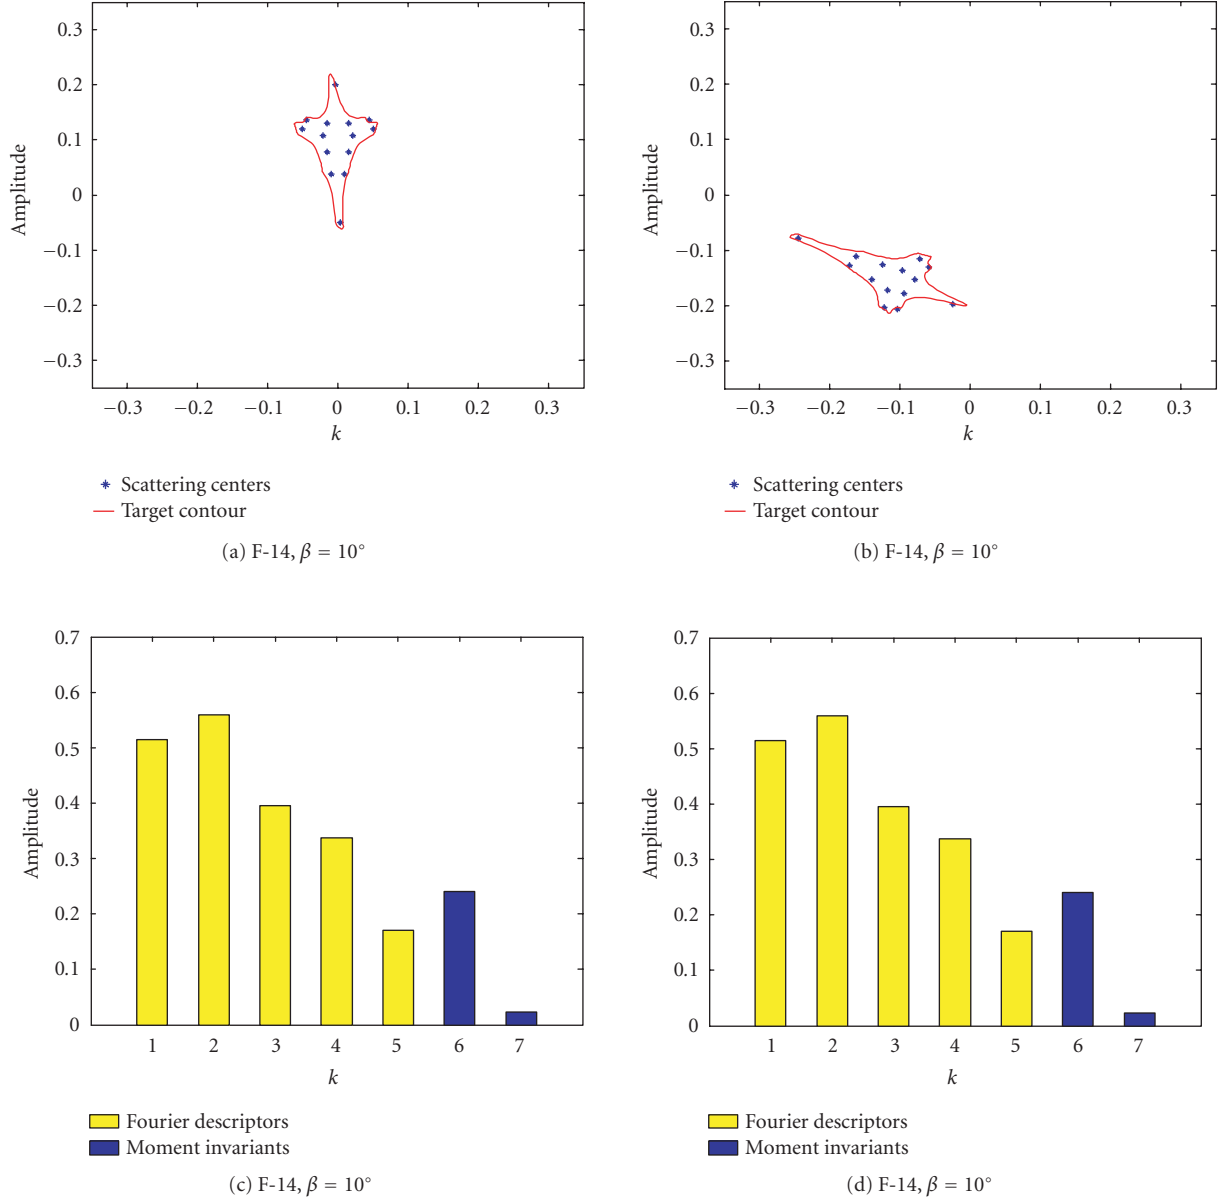 0.3
0.2
0.1
0
−0.1
−0.2
−0.3
Amplitude
−0.3 −0.2 −0.1 0 0.1 0.2 0.3
k
Scattering centers
Target contour
(a) F-14, β = 10°
0.3
0.2
0.1
0
−0.1
−0.2
−0.3
Amplitude
−0.3 −0.2 −0.1 0 0.1 0.2 0.3
k
Scattering centers
Target contour
(b) F-14, β = 10°
0.7
0.6
0.5
0.4
0.3
0.2
0.1
0
Amplitude
1 2 3 4 5 6 7
k
Fourier descriptors
Moment invariants
(c) F-14, β = 10°
0.7
0.6
0.5
0.4
0.3
0.2
0.1
0
Amplitude
1 2 3 4 5 6 7
k
Fourier descriptors
Moment invariants
(d) F-14, β = 10°